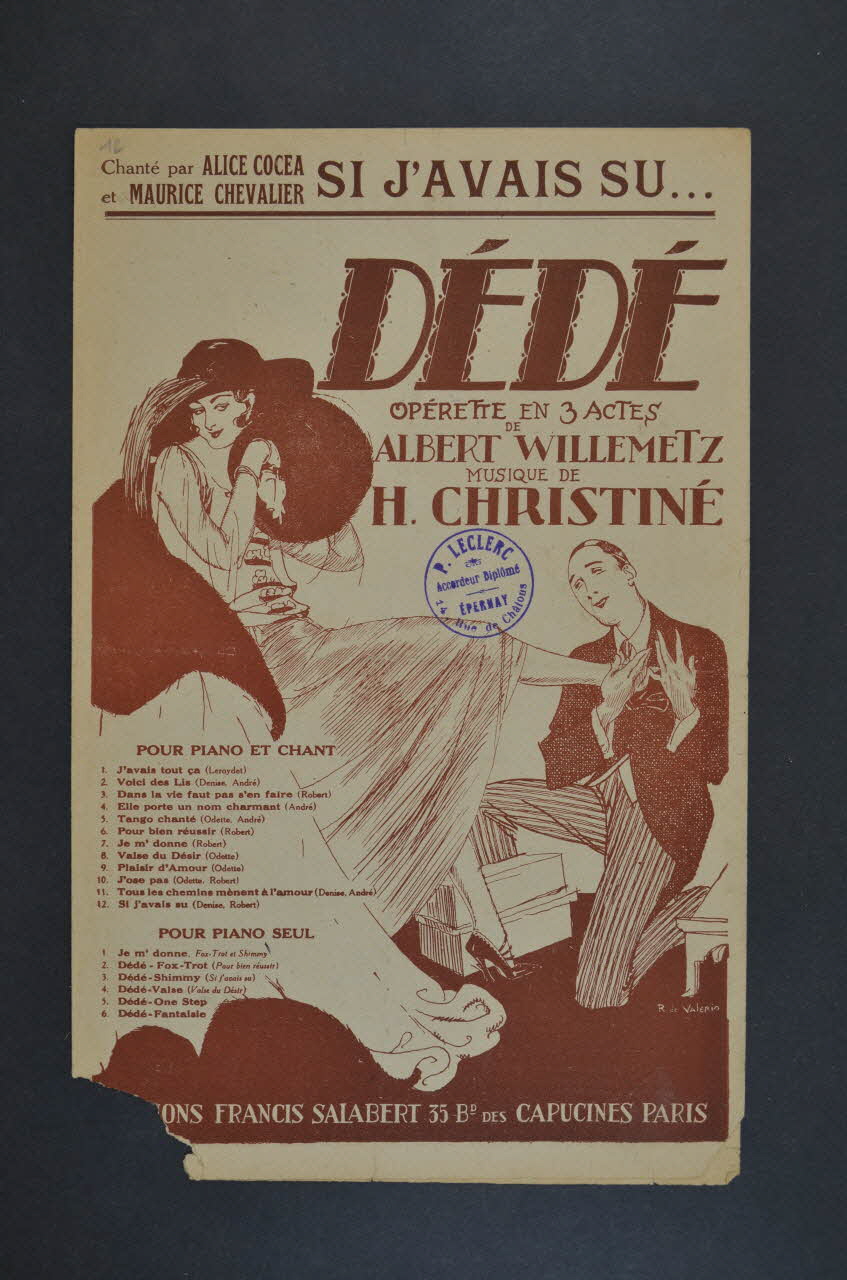 12
Chanté par ALICE COCEA
et MAURICE CHEVALIER
SI J'AVAIS SU...
DÉDÉ
OPÉRETTE EN 3 ACTES
DE
ALBERT WILLEMETZ
MUSIQUE DE
H. CHRISTINÉ
P. LECLERC
Accordeur Diplômé
ÉPERNAY
14 Rue de Châlons
POUR PIANO ET CHANT
1. J'avais tout ça (Leroydet)
2. Voici des Lis (Denise, André)
3. Dans la vie faut pas s'en faire (Robert)
4. Elle porte un nom charmant (André)
5. Tango chanté (Odette, André)
6. Pour bien réussir (Robert)
7. Je m' donne (Robert)
8. Valse du Désir (Odette)
9. Plaisir d'Amour (Odette)
10. J'ose pas (Odette, Robert)
11. Tous les chemins mènent à l'amour (Denise, André)
12. Si j'avais su (Denise, Robert)
POUR PIANO SEUL
1 Je m' donne. Fox-Trot et Shimmy
2. Dédé - Fox-Trot (Pour bien réussir)
3. Dédé-Shimmy (Si j'avais su)
4. Dédé-Valse (Valse du Désir)
5. Dédé-One Step
6. Dédé-Fantaisie
R. de Valerio
ONS FRANCIS SALABERT 35 BD DES CAPUCINES PARIS